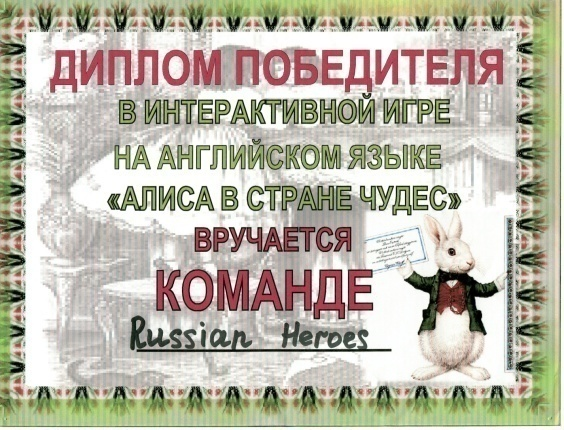 ДИПЛОМ ПОБЕДИТЕЛЯ
В ИНТЕРАКТИВНОЙ ИГРЕ
НА АНГЛИЙСКОМ ЯЗЫКЕ
«АЛИСА В СТРАНЕ ЧУДЕС»
ВРУЧАЕТСЯ
КОМАНДЕ
Russian Heroes